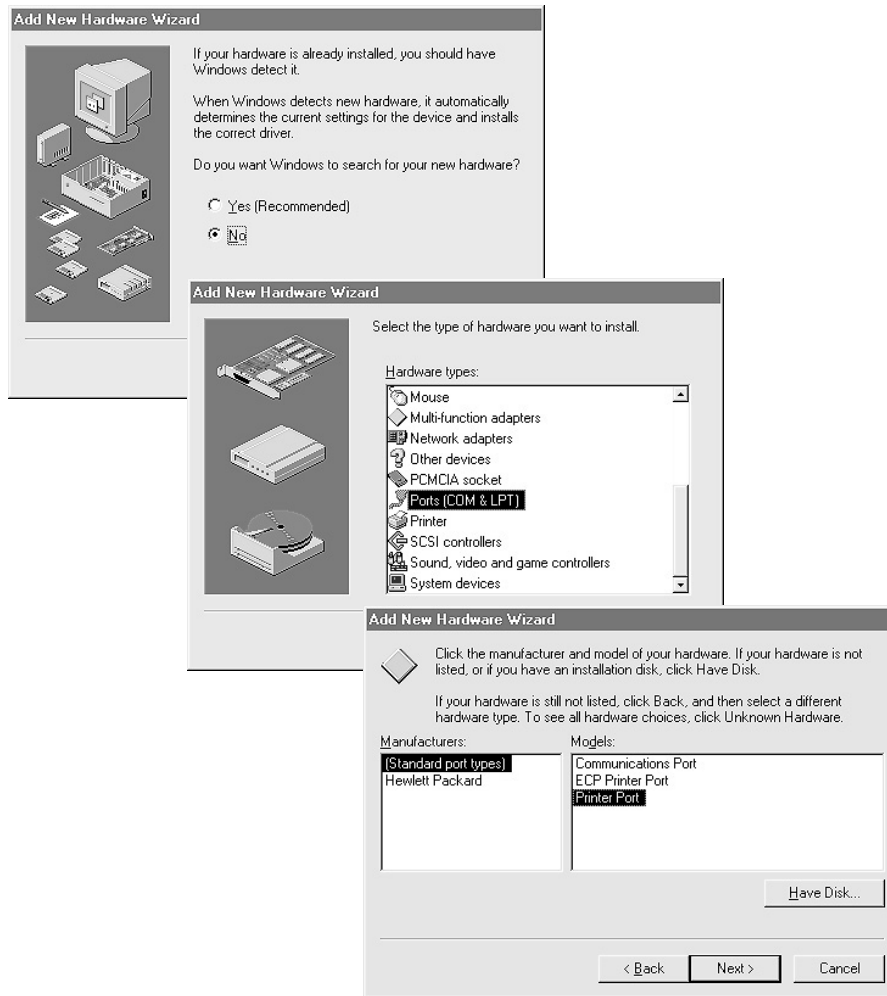 Add New Hardware Wizard
If your hardware is already installed, you should have
Windows detect it.
When Windows detects new hardware, it automatically
determines the current settings for the device and installs
the correct driver.
Do you want Windows to search for your new hardware?
Yes (Recommended)
No
Add New Hardware Wizard
Select the type of hardware you want to install.
Hardware types:
Mouse
Multi-function adapters
Network adapters
Other devices
PCMCIA socket
Ports (COM & LPT)
Printer
SCSI controllers
Sound, video and game controllers
System devices
Add New Hardware Wizard
Click the manufacturer and model of your hardware. If your hardware is not
listed, or if you have an installation disk, click Have Disk.
If your hardware is still not listed, click Back, and then select a different
hardware type. To see all hardware choices, click Unknown Hardware.
Manufacturers:
(Standard port types)
Hewlett Packard
Models:
Communications Port
ECP Printer Port
Printer Port
Have Disk...
< Back
Next >
Cancel